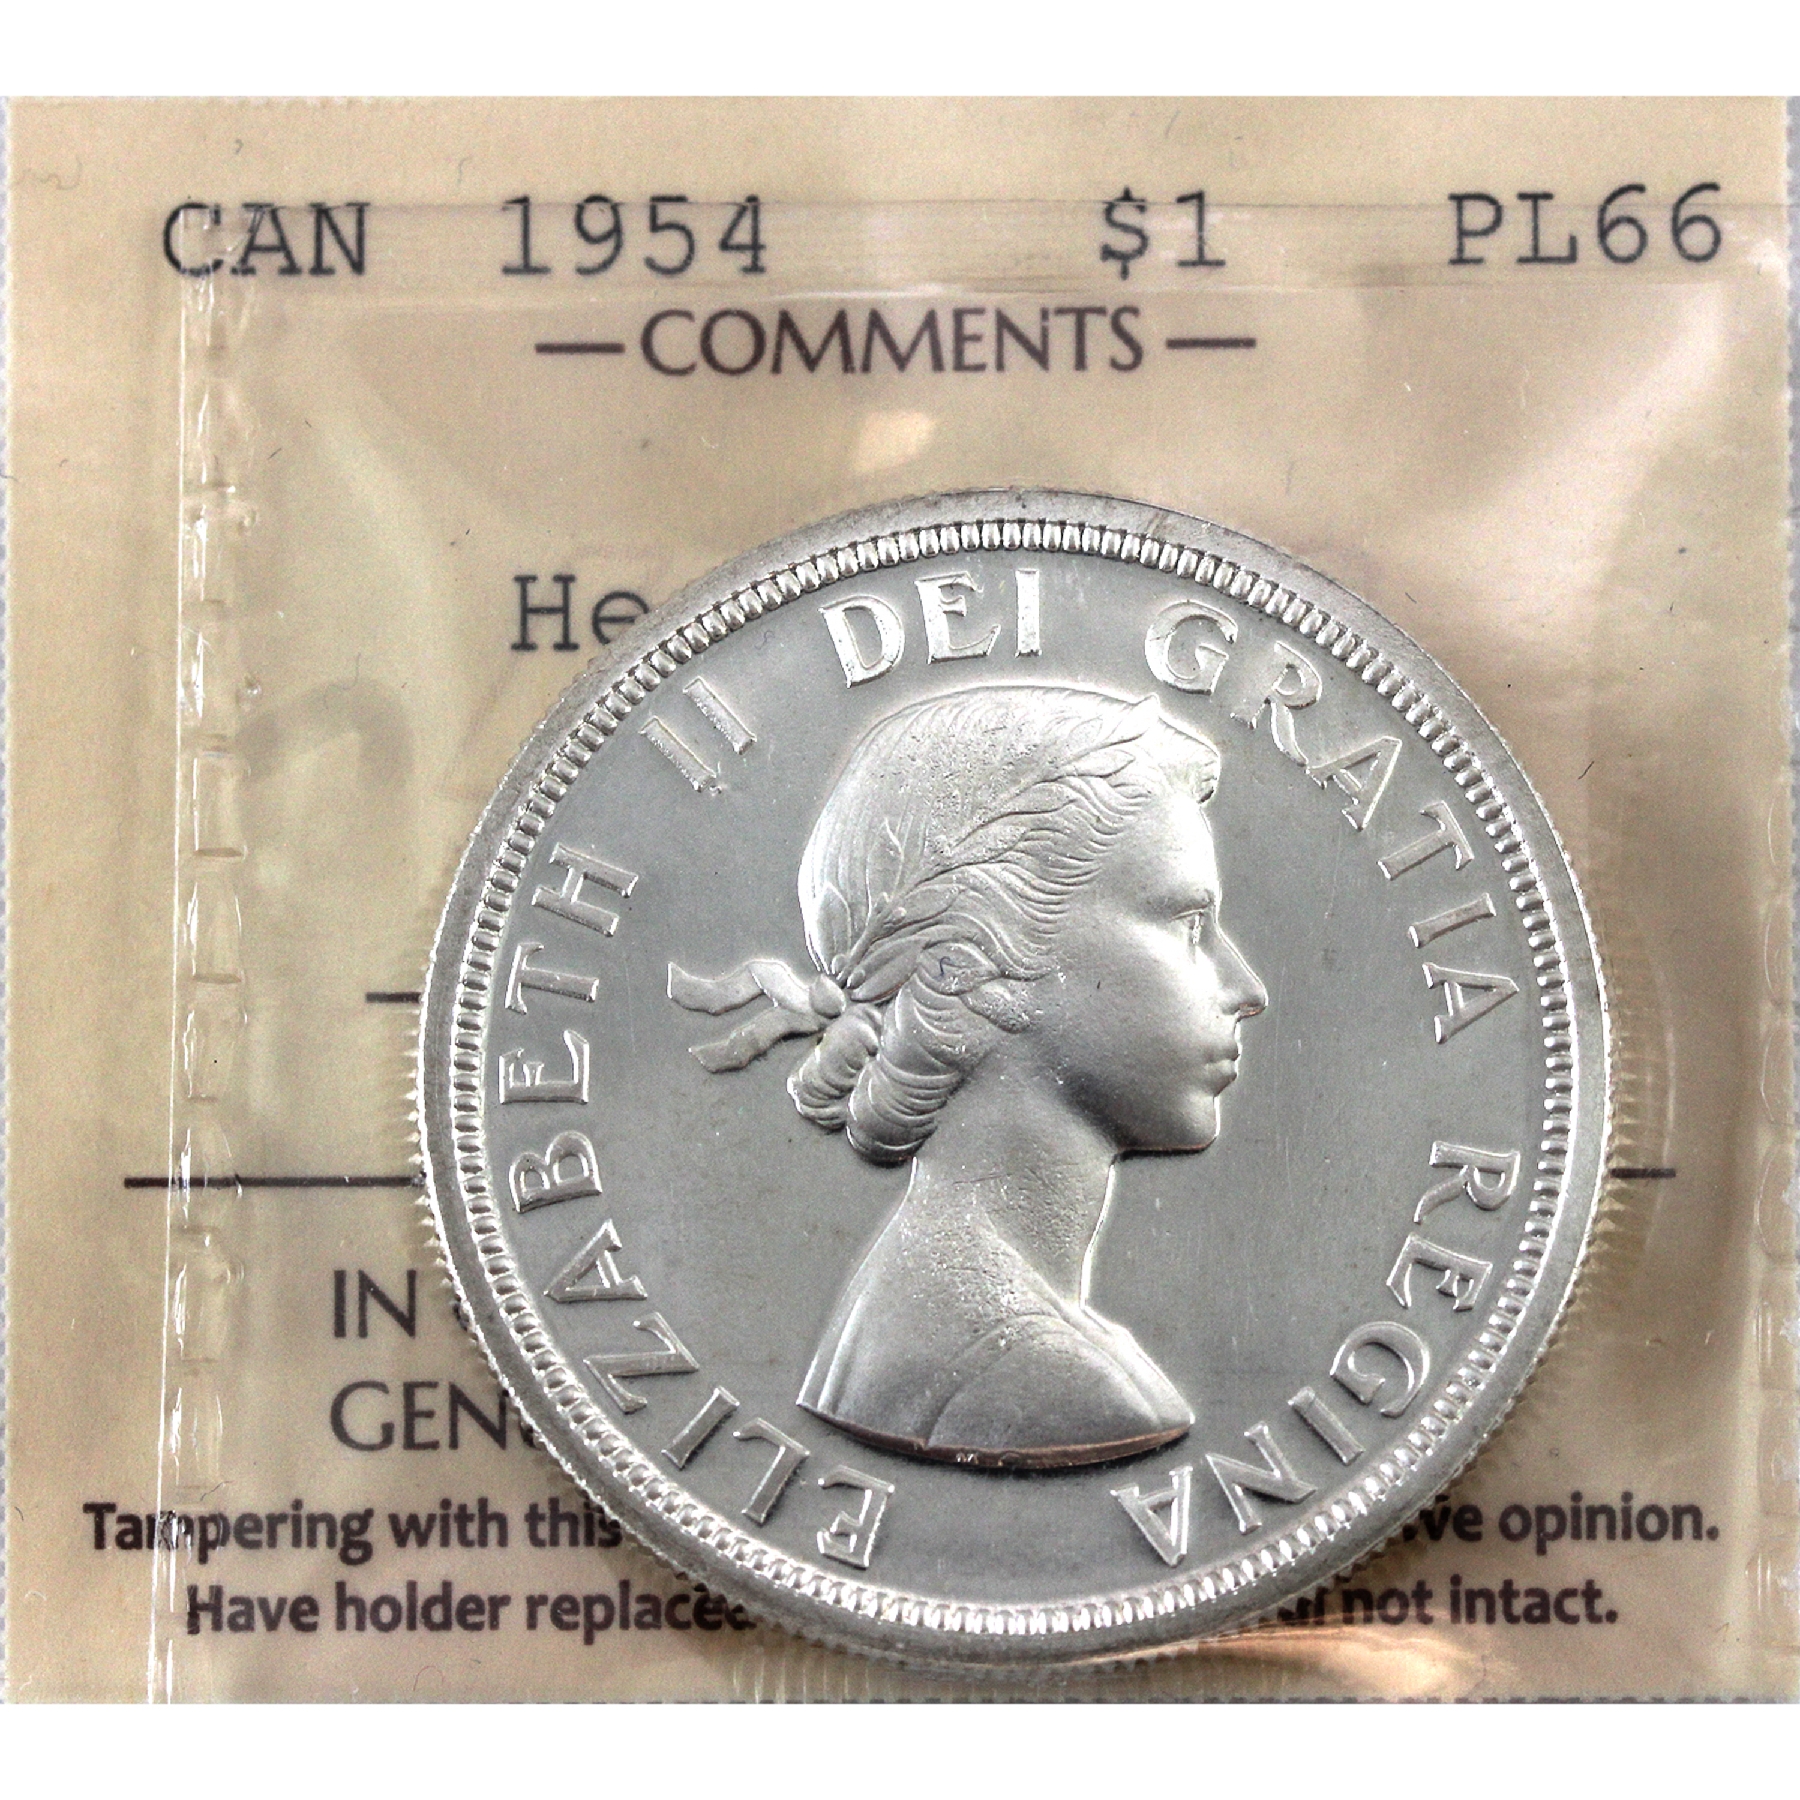 CAN 1954 $1 PL66
COMMENTS
ELIZABETH II DEI GRATIA REGINA
IN
Tampering with this opinion.
Have holder replaced not intact.